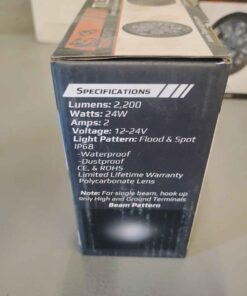 SPECIFICATIONS
Lumens: 2,200
Watts: 24W
Amps: 2
Voltage: 12-24V
Light Pattern: Flood & Spot
IP68
-Waterproof
-Dustproof
CE, & ROHS
Limited Lifetime Warranty
Polycarbonate Lens
Note: For single beam, hook up
only High and Ground Terminals
Beam Pattern